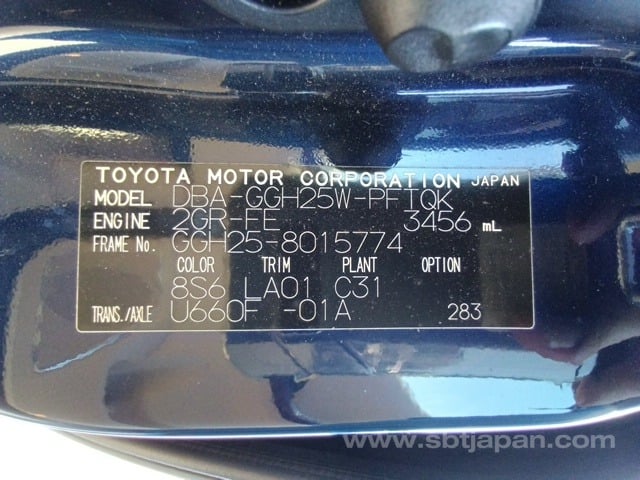 TOYOTA MOTOR CORPORATION JAPAN
MODEL DBA-GGH25W-PFTQK
ENGINE 2GR-FE 3456 mL
FRAME No. GGH25-8015774
COLOR TRIM PLANT OPTION
8S6 LA01 C31
TRANS./AXLE U660F -01A 283
www.sbtjapan.com